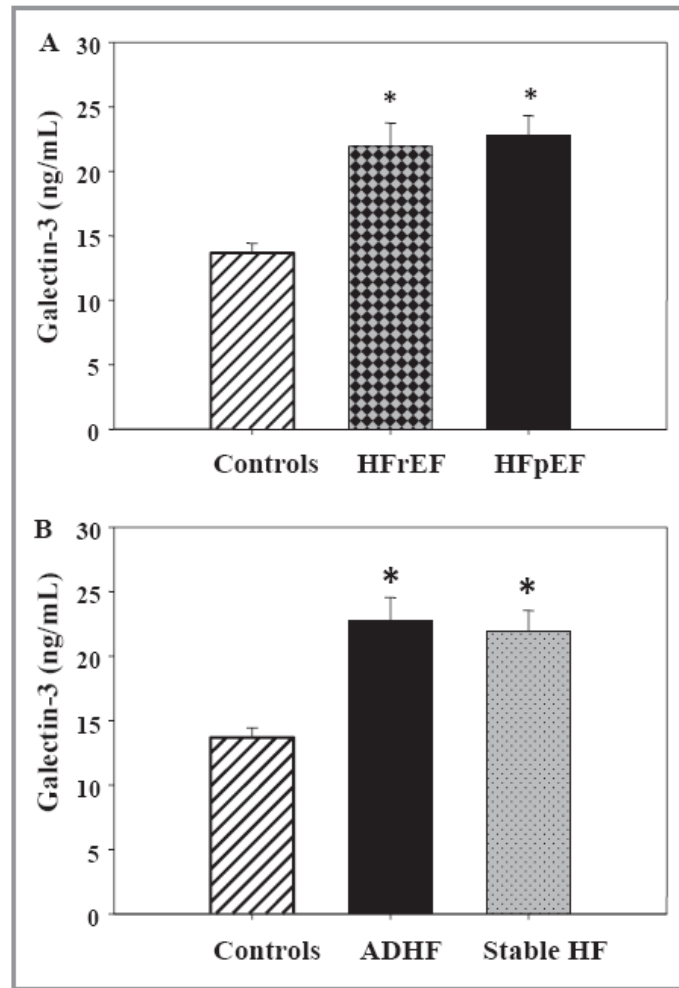 A
30
25
20
15
10
5
0
Galectin-3 (ng/mL)
* *
Controls HFrEF HFpEF
B
30
25
20
15
10
5
0
Galectin-3 (ng/mL)
* *
Controls ADHF Stable HF